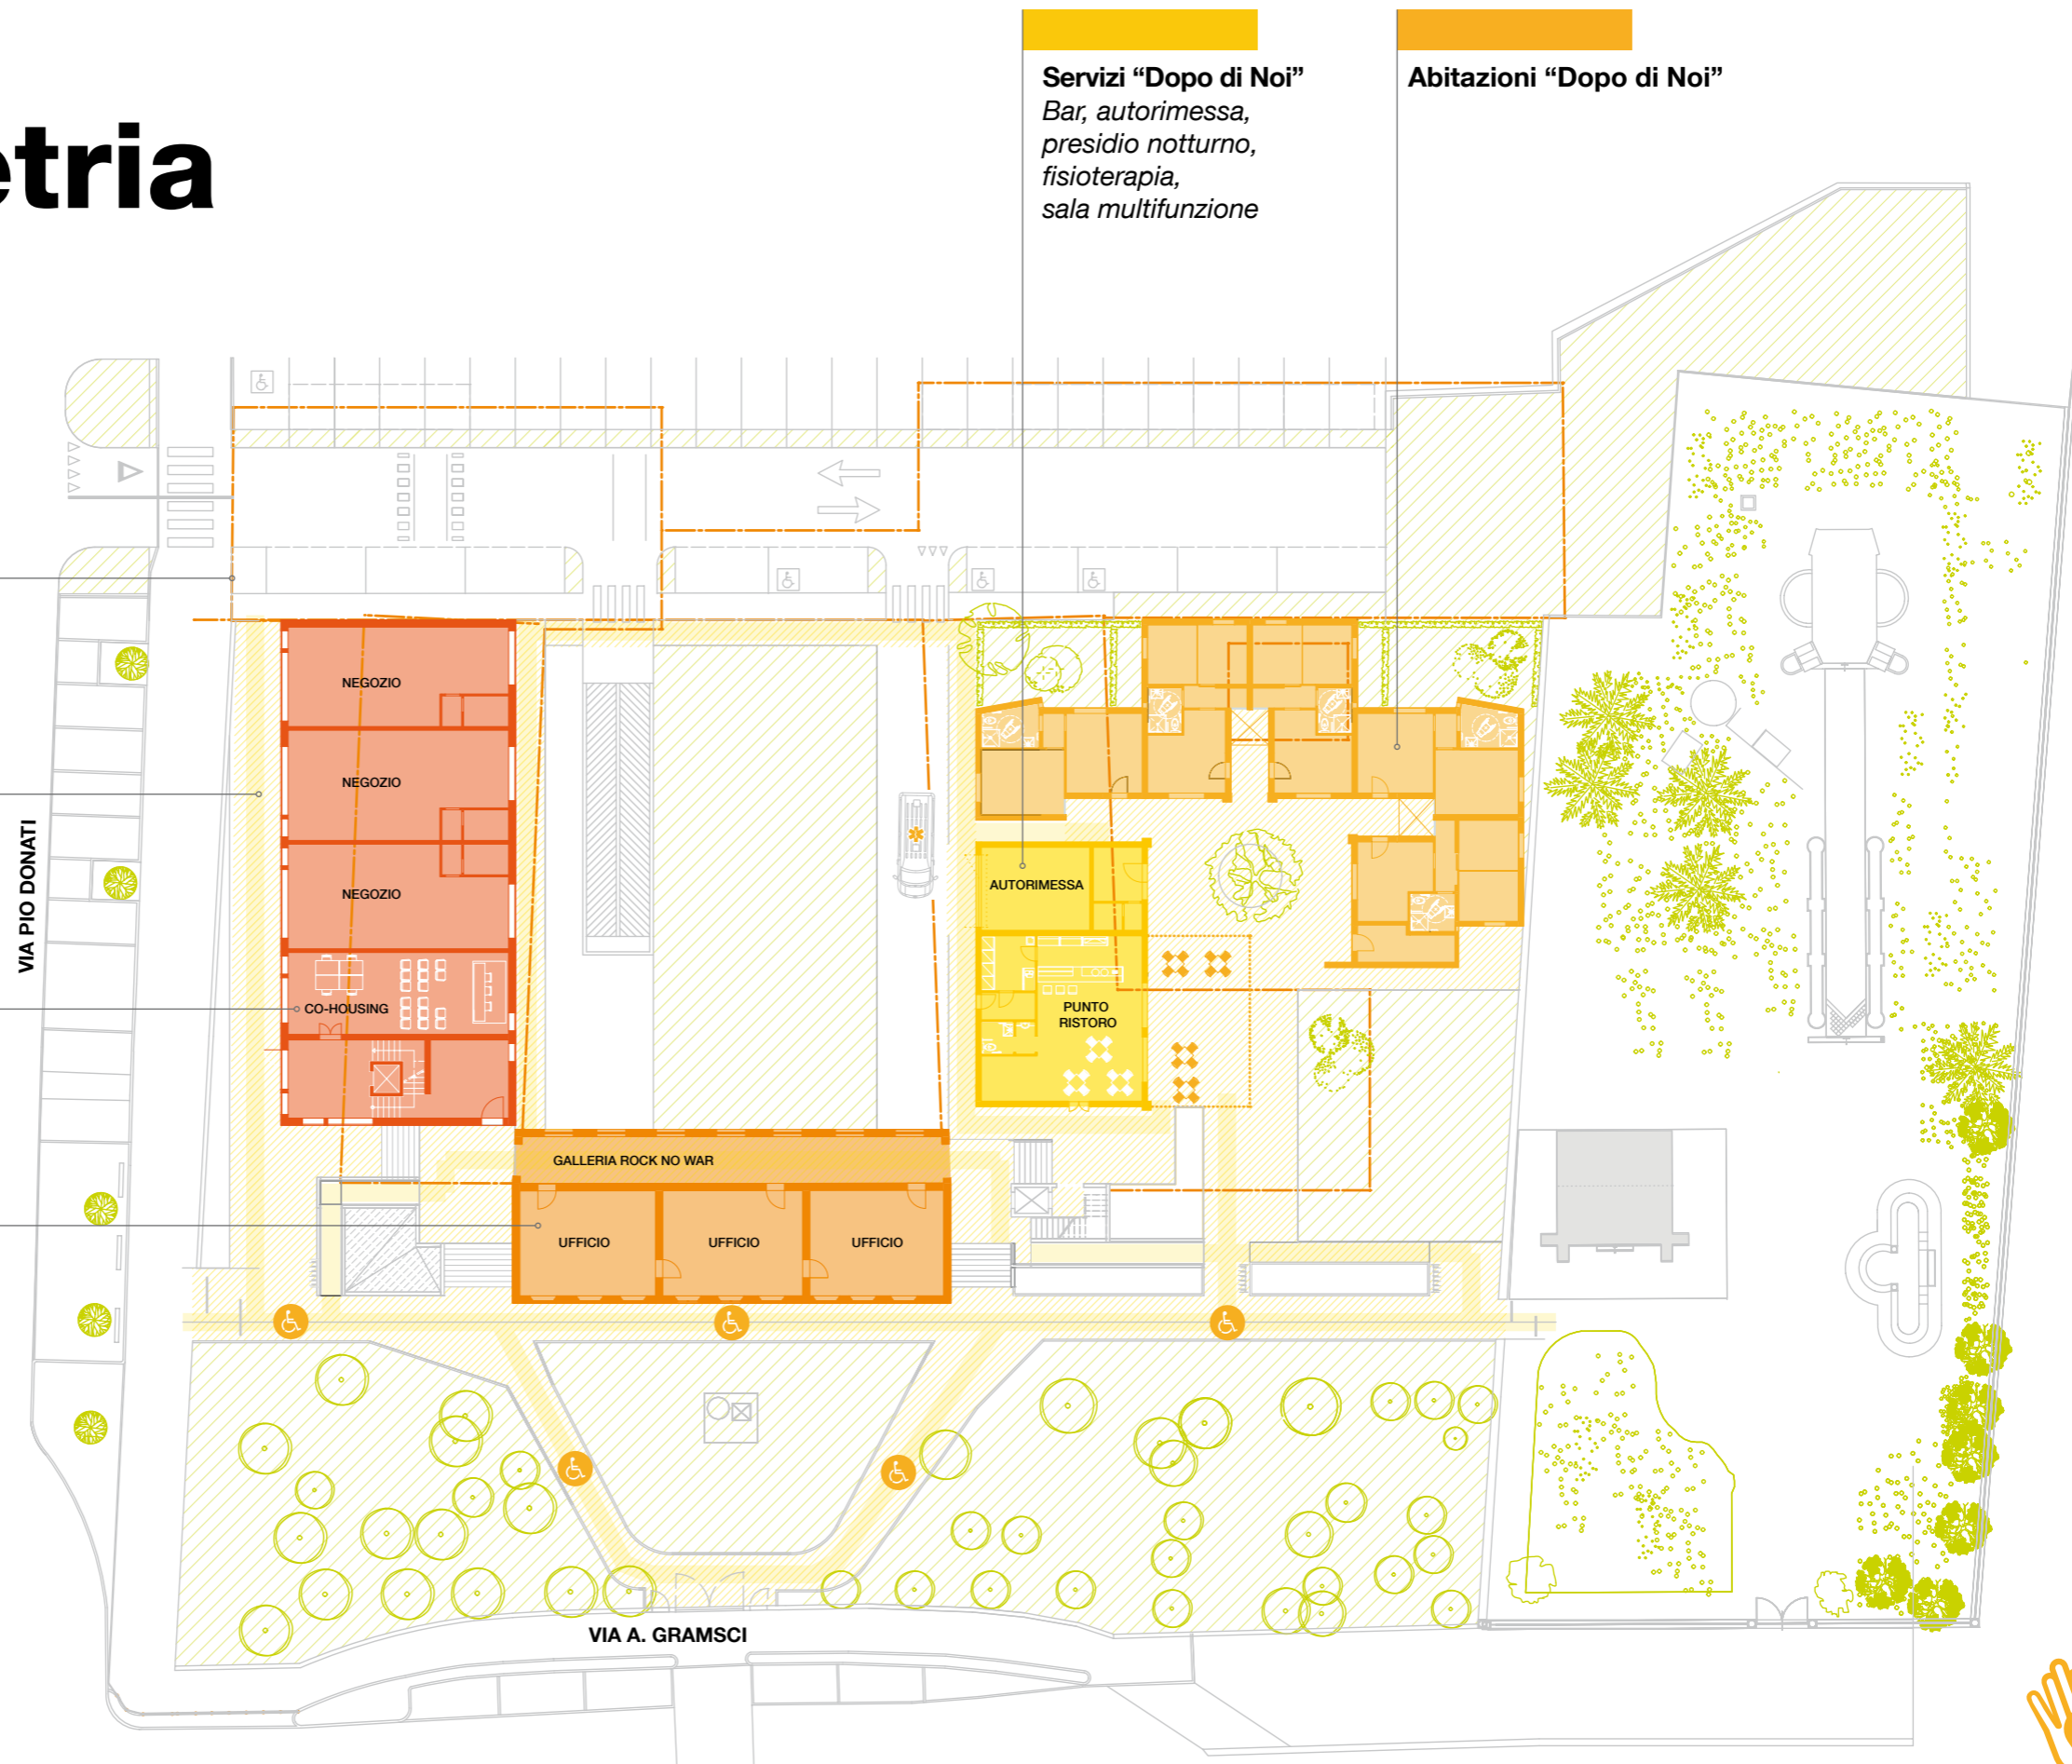 etria
Servizi “Dopo di Noi”
Bar, autorimessa,
presidio notturno,
fisioterapia,
sala multifunzione
Abitazioni “Dopo di Noi”
VIA PIO DONATI
NEGOZIO
NEGOZIO
NEGOZIO
CO-HOUSING
AUTORIMESSA
PUNTO
RISTORO
GALLERIA ROCK NO WAR
UFFICIO
UFFICIO
UFFICIO
VIA A. GRAMSCI